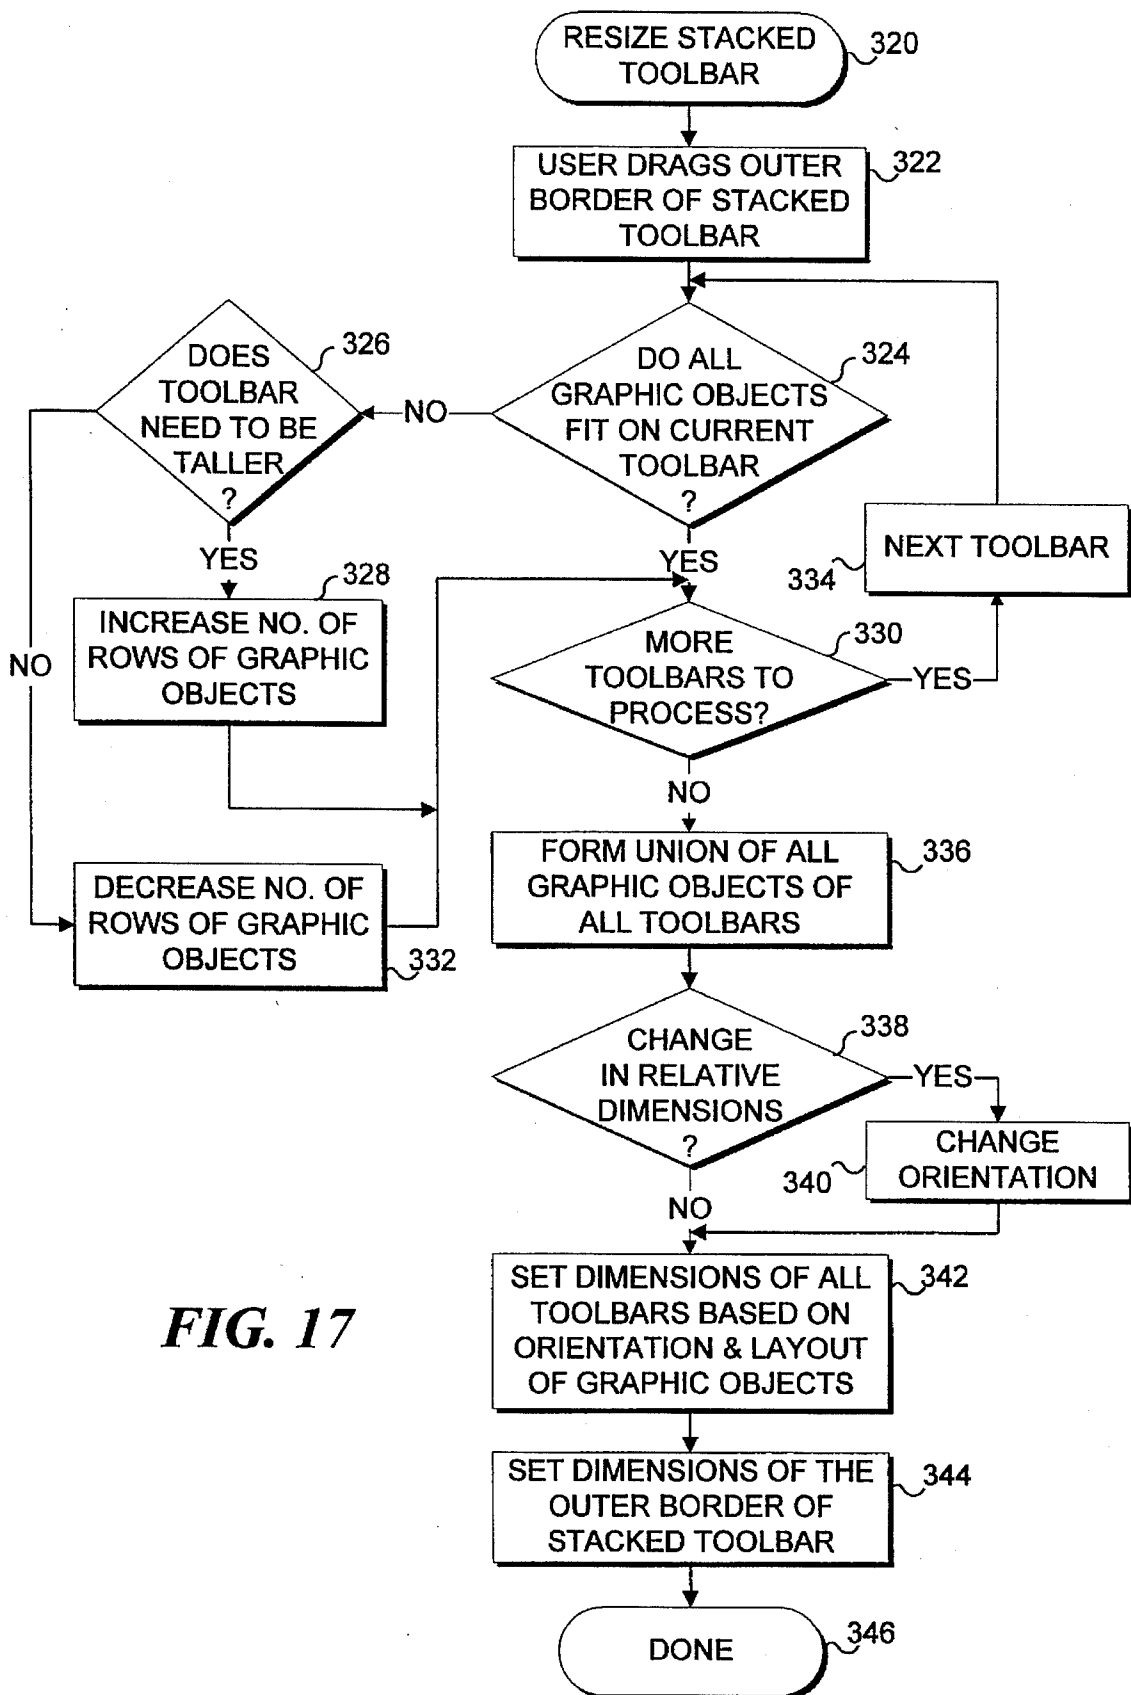 RESIZE STACKED
TOOLBAR
320
USER DRAGS OUTER
BORDER OF STACKED
TOOLBAR
322
DO ALL
GRAPHIC OBJECTS
FIT ON CURRENT
TOOLBAR
?
324
NO
DOES
TOOLBAR
NEED TO BE
TALLER
?
326
YES
NO
INCREASE NO. OF
ROWS OF GRAPHIC
OBJECTS
328
DECREASE NO. OF
ROWS OF GRAPHIC
OBJECTS
332
YES
MORE
TOOLBARS TO
PROCESS?
330
YES
NEXT TOOLBAR
334
NO
FORM UNION OF ALL
GRAPHIC OBJECTS OF
ALL TOOLBARS
336
CHANGE
IN RELATIVE
DIMENSIONS
?
338
YES
CHANGE
ORIENTATION
340
NO
SET DIMENSIONS OF ALL
TOOLBARS BASED ON
ORIENTATION & LAYOUT
OF GRAPHIC OBJECTS
342
SET DIMENSIONS OF THE
OUTER BORDER OF
STACKED TOOLBAR
344
DONE
346
FIG. 17